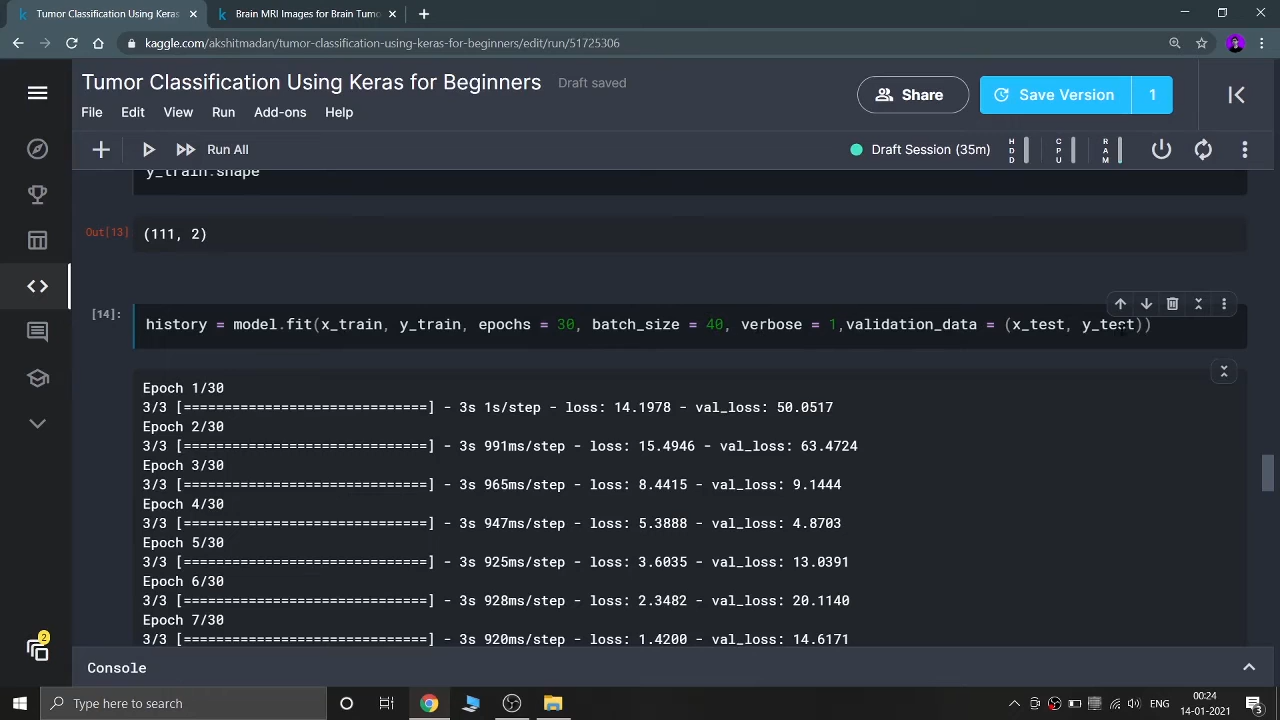 Tumor Classification Using Keras
Brain MRI Images for Brain Tumo
kaggle.com/akshitmadan/tumor-classification-using-keras-for-beginners/edit/run/51725306
Tumor Classification Using Keras for Beginners
Draft saved
Share
Save Version
1
File
Edit
View
Run
Add-ons
Help
Run All
Draft Session (35m)
HDD
CPU
RAM
y_train.shape
Out[13]
(111, 2)
[14]:
history = model.fit(x_train, y_train, epochs = 30, batch_size = 40, verbose = 1,validation_data = (x_test, y_test))
Epoch 1/30
3/3 [==============================] - 3s 1s/step - loss: 14.1978 - val_loss: 50.0517
Epoch 2/30
3/3 [==============================] - 3s 991ms/step - loss: 15.4946 - val_loss: 63.4724
Epoch 3/30
3/3 [==============================] - 3s 965ms/step - loss: 8.4415 - val_loss: 9.1444
Epoch 4/30
3/3 [==============================] - 3s 947ms/step - loss: 5.3888 - val_loss: 4.8703
Epoch 5/30
3/3 [==============================] - 3s 925ms/step - loss: 3.6035 - val_loss: 13.0391
Epoch 6/30
3/3 [==============================] - 3s 928ms/step - loss: 2.3482 - val_loss: 20.1140
Epoch 7/30
3/3 [==============================] - 3s 920ms/step - loss: 1.4200 - val_loss: 14.6171
2
Console
Type here to search
ENG
00:24
14-01-2021
3